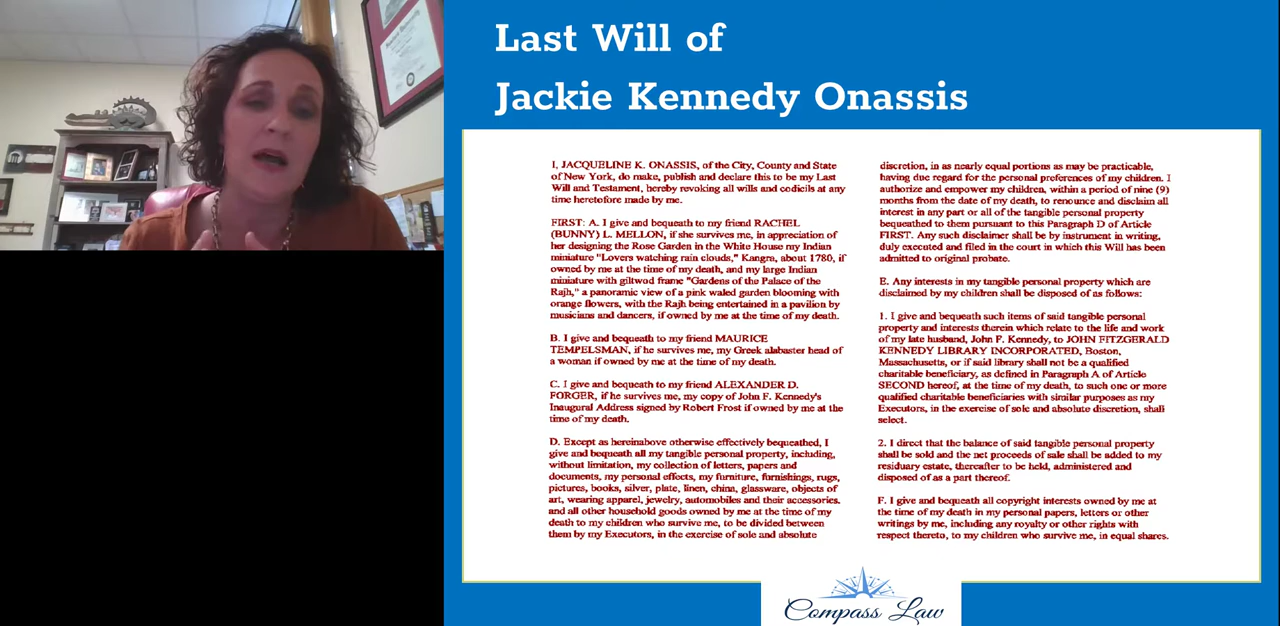 Last Will of
Jackie Kennedy Onassis
I, JACQUELINE K. ONASSIS, of the City, County and State
of New York, do make, publish and declare this to be my Last
Will and Testament, hereby revoking all wills and codicils at any
time heretofore made by me.
FIRST: A. I give and bequeath to my friend RACHEL
(BUNNY) L. MELLON, if she survives me, in appreciation of
her designing the Rose Garden in the White House my Indian
miniature "Lovers watching rain clouds," Kangra, about 1780, if
owned by me at the time of my death, and my large Indian
miniature with giltwod frame "Gardens of the Palace of the
Rajh," a panoramic view of a pink waled garden blooming with
orange flowers, with the Rajh being entertained in a pavilion by
musicians and dancers, if owned by me at the time of my death.
B. I give and bequeath to my friend MAURICE
TEMPELSMAN, if he survives me, my Greek alabaster head of
a woman if owned by me at the time of my death.
C. I give and bequeath to my friend ALEXANDER D.
FORGER, if he survives me, my copy of John F. Kennedy's
Inaugural Address signed by Robert Frost if owned by me at the
time of my death.
D. Except as hereinabove otherwise effectively bequeathed, I
give and bequeath all my tangible personal property, including,
without limitation, my collection of letters, papers and
documents, my personal effects, my furniture, furnishings, rugs,
pictures, books, silver, plate, linen, china, glassware, objects of
art, wearing apparel, jewelry, automobiles and their accessories,
and all other household goods owned by me at the time of my
death to my children who survive me, to be divided between
them by my Executors, in the exercise of sole and absolute
discretion, in as nearly equal portions as may be practicable,
having due regard for the personal preferences of my children. I
authorize and empower my children, within a period of nine (9)
months from the date of my death, to renounce and disclaim all
interest in any part or all of the tangible personal property
bequeathed to them pursuant to this Paragraph D of Article
FIRST. Any such disclaimer shall be by instrument in writing,
duly executed and filed in the court in which this Will has been
admitted to original probate.
E. Any interests in my tangible personal property which are
disclaimed by my children shall be disposed of as follows:
1. I give and bequeath such items of said tangible personal
property and interests therein which relate to the life and work
of my late husband, John F. Kennedy, to JOHN FITZGERALD
KENNEDY LIBRARY INCORPORATED, Boston,
Massachusetts, or if said library shall not be a qualified
charitable beneficiary, as defined in Paragraph A of Article
SECOND hereof, at the time of my death, to such one or more
qualified charitable beneficiaries with similar purposes as my
Executors, in the exercise of sole and absolute discretion, shall
select.
2. I direct that the balance of said tangible personal property
shall be sold and the net proceeds of sale shall be added to my
residuary estate, thereafter to be held, administered and
disposed of as a part thereof.
F. I give and bequeath all copyright interests owned by me at
the time of my death in my personal papers, letters or other
writings by me, including any royalty or other rights with
respect thereto, to my children who survive me, in equal shares.
Compass Law